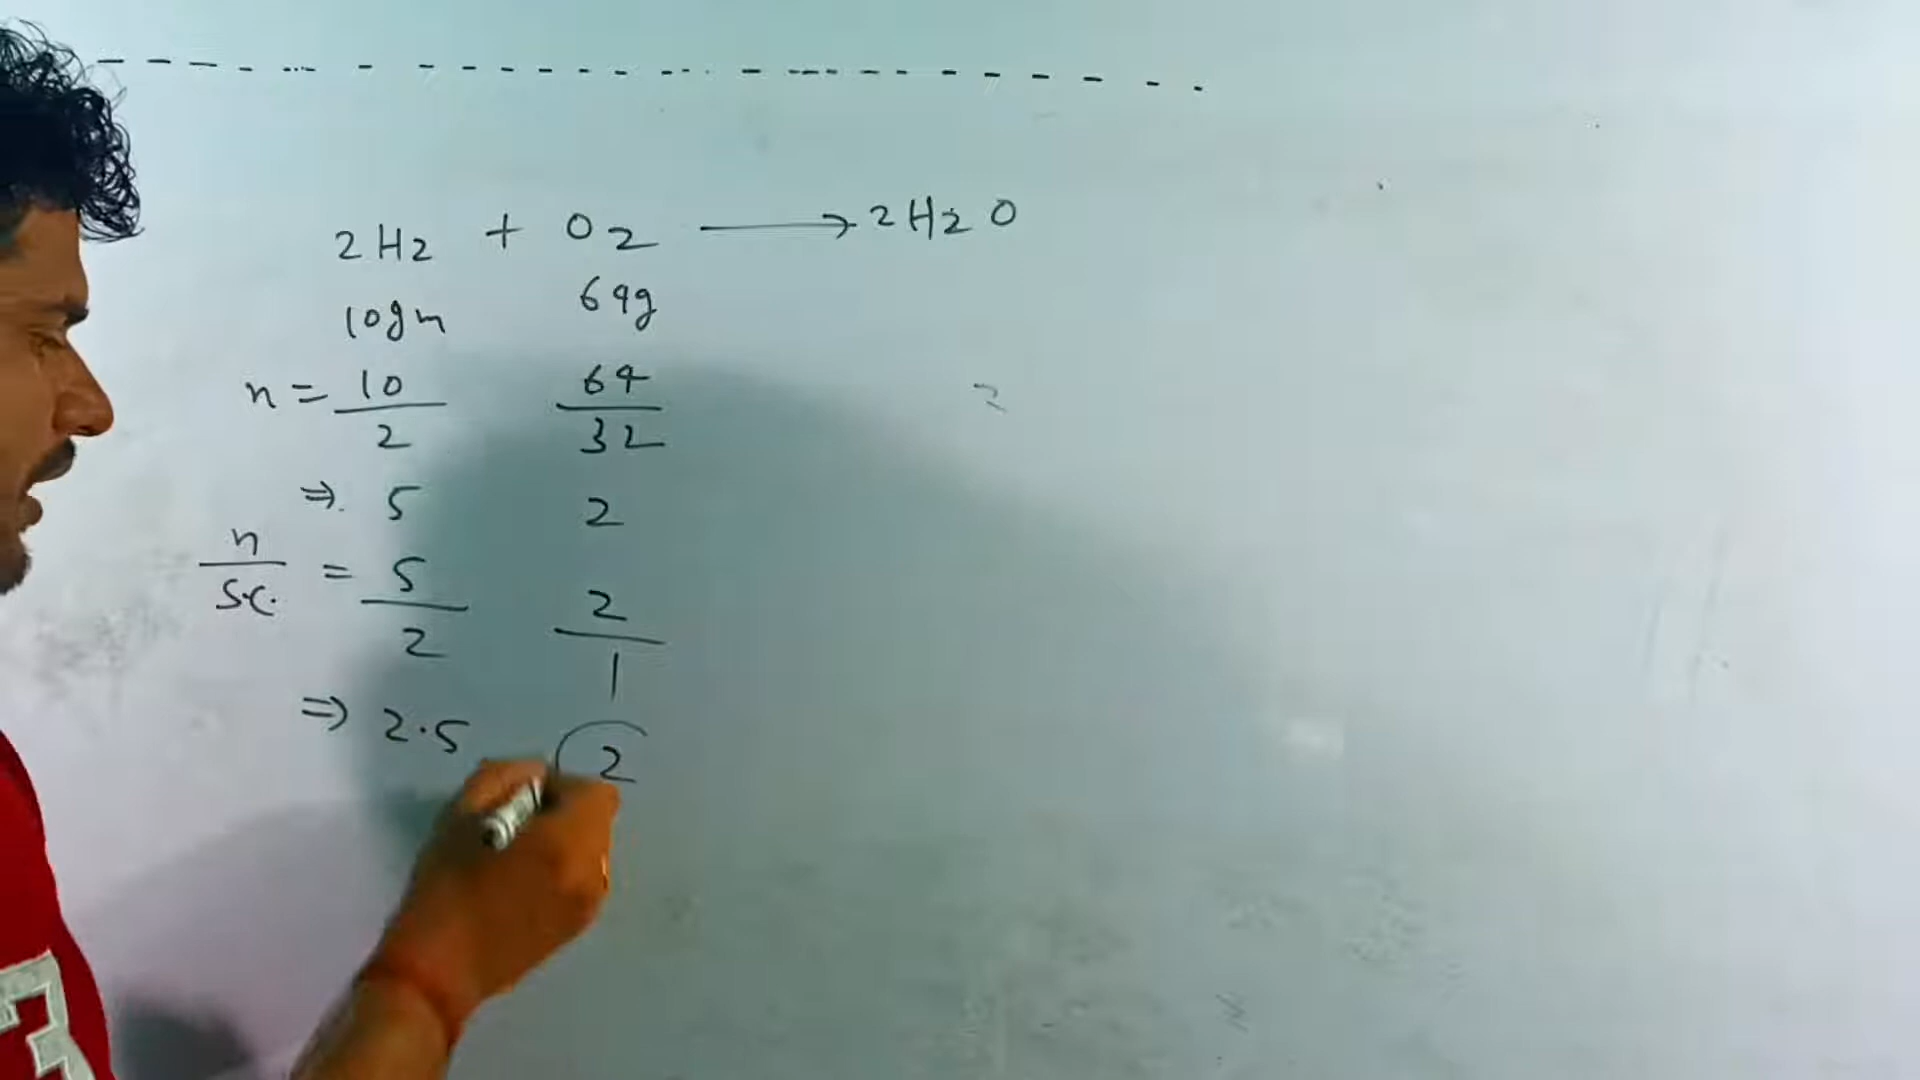 2H2 + O2 → 2H2O
10gm 64g
n = 10/2 64/32
⇒ 5 2
n/S.C. = 5/2 2/1
⇒ 2.5 2